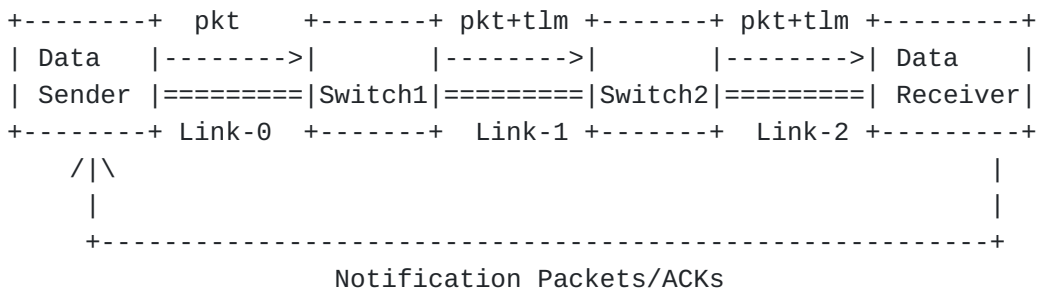 +--------+  pkt    +-------+ pkt+tlm +-------+ pkt+tlm +---------+
| Data   |-------->|       |-------->|       |-------->| Data    |
| Sender |=========|Switch1|=========|Switch2|=========| Receiver|
+--------+ Link-0  +-------+  Link-1 +-------+  Link-2 +---------+
    /|\                                                       |
     |                                                        |
     +--------------------------------------------------------+
                    Notification Packets/ACKs